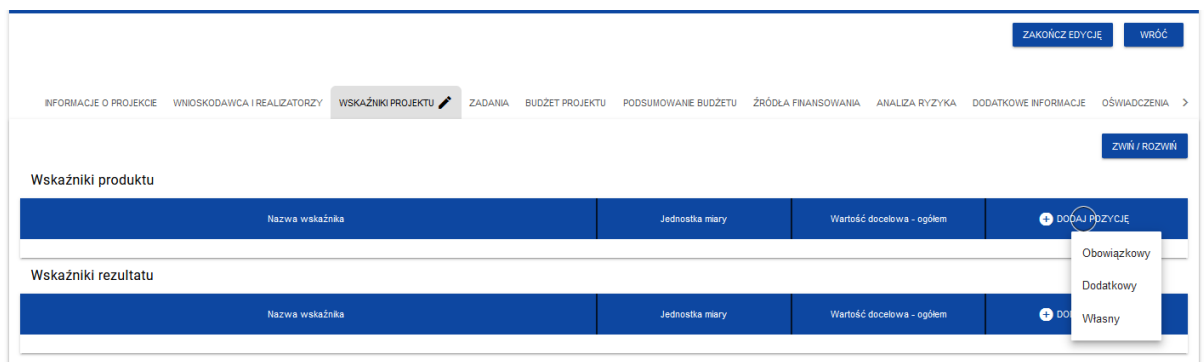 ZAKOŃCZ EDYCJĘ WRÓĆ
INFORMACJE O PROJEKCIE WNIOSKODAWCA I REALIZATORZY WSKAŹNIKI PROJEKTU ZADANIA BUDŻET PROJEKTU PODSUMOWANIE BUDŻETU ŹRÓDŁA FINANSOWANIA ANALIZA RYZYKA DODATKOWE INFORMACJE OŚWIADCZENIA
ZWIŃ / ROZWIŃ
Wskaźniki produktu
Nazwa wskaźnika Jednostka miary Wartość docelowa - ogółem DODAJ POZYCJĘ
Obowiązkowy
Dodatkowy
Własny
Wskaźniki rezultatu
Nazwa wskaźnika Jednostka miary Wartość docelowa - ogółem